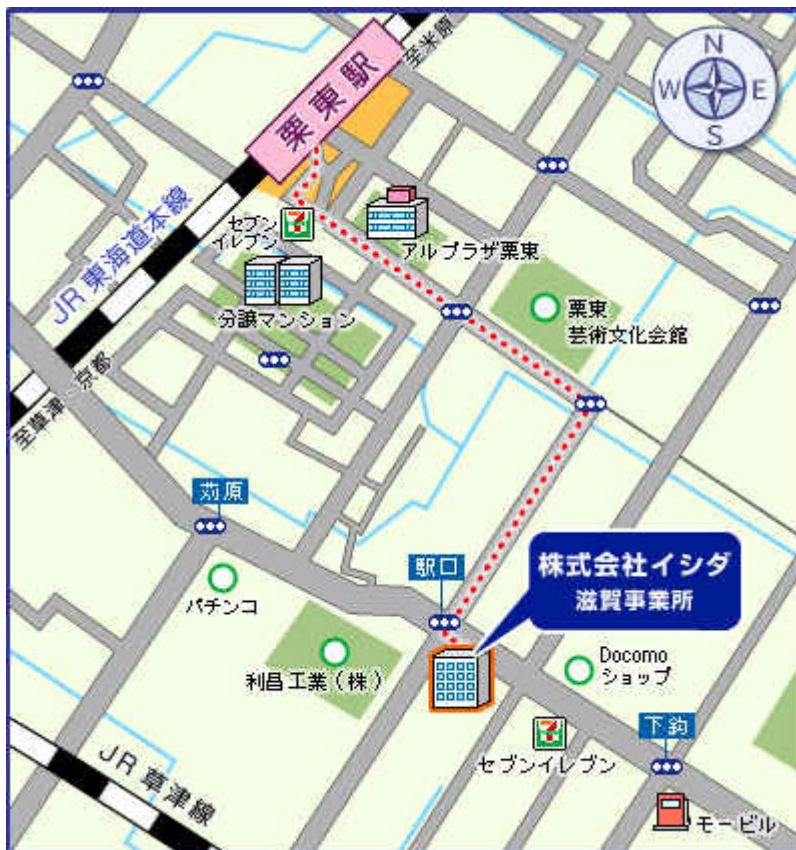 N
W E
S
至米原
栗東駅
セブン
イレブン
アルプラザ栗東
JR東海道本線
分譲マンション
栗東
芸術文化会館
至草津・京都
苅原
駅口
株式会社イシダ
滋賀事業所
パチンコ
利昌工業(株)
Docomo
ショップ
下鈎
セブンイレブン
JR草津線
モービル